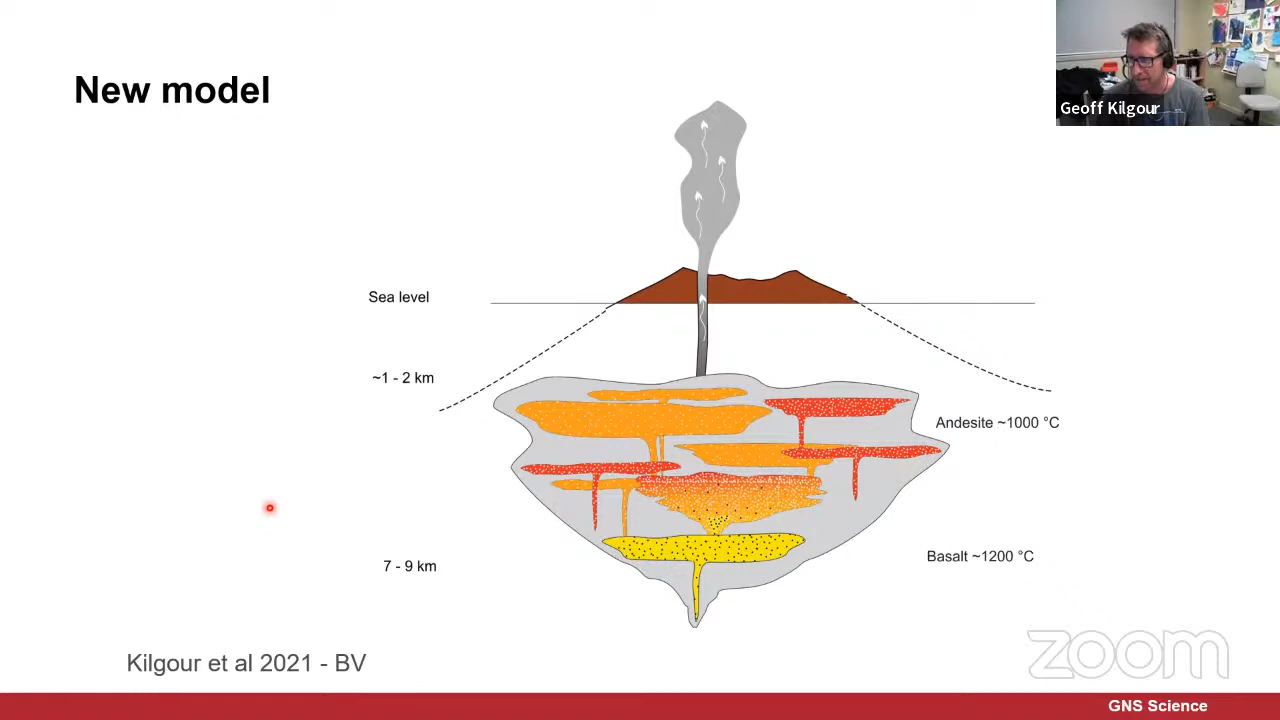 New model
Geoff Kilgour
Sea level
~1 - 2 km
Andesite ~1000 °C
Basalt ~1200 °C
7 - 9 km
Kilgour et al 2021 - BV
zoom
GNS Science